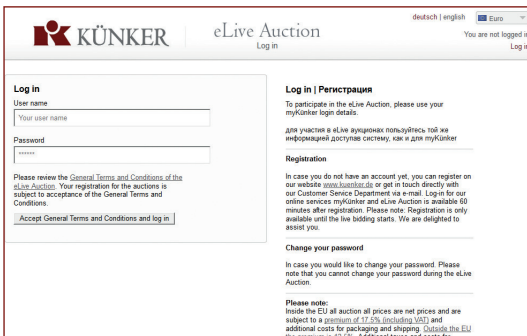 deutsch | english Euro
KÜNKER eLive Auction
Log in
You are not logged in
Log in
Log in
User name
Your user name
Password
******
Please review the General Terms and Conditions of the
eLive Auction. Your registration for the auctions is
subject to acceptance of the General Terms and
Conditions.
Accept General Terms and Conditions and log in
Log in | Регистрация
To participate in the eLive Auction, please use your
myKünker login details.
для участия в eLive аукционах пользуйтесь той же
информацией доступав систему, как и для myKünker
Registration
In case you do not have an account yet, you can register on
our website www.kuenker.de or get in touch directly with
our Customer Service Department via e-mail. Log-in for our
online services myKünker and eLive Auction is available 60
minutes after registration. Please note: Registration is only
available until the live bidding starts. We are delighted to
assist you.
Change your password
In case you would like to change your password. Please
note that you cannot change your password during the eLive
Auction.
Please note:
Inside the EU all auction all prices are net prices and are
subject to a premium of 17.5% (including VAT) and
additional costs for packaging and shipping. Outside the EU